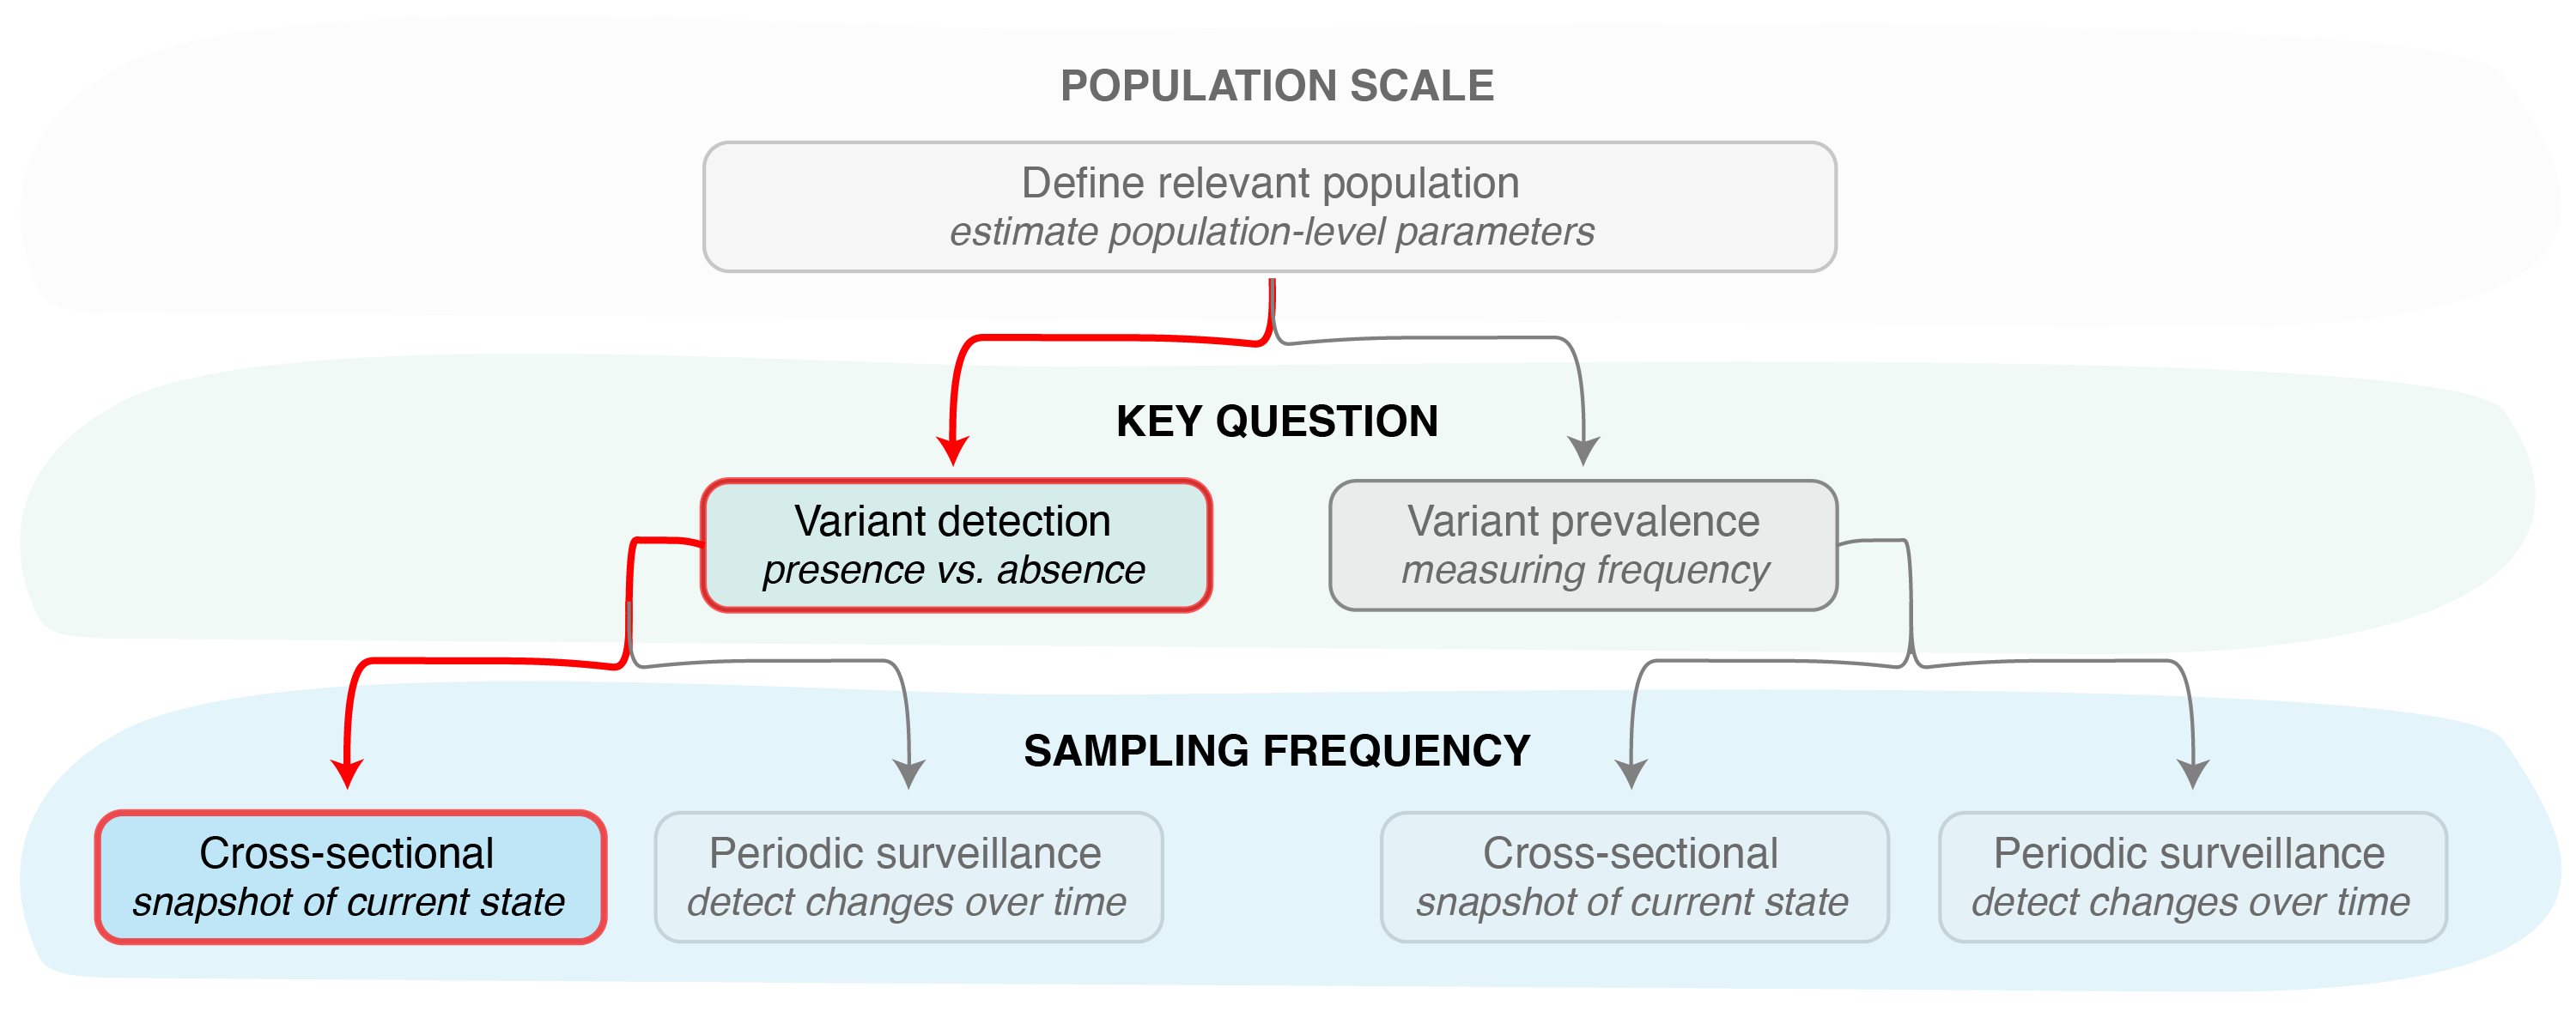 POPULATION SCALE
Define relevant population
estimate population-level parameters
KEY QUESTION
Variant detection
presence vs. absence
Variant prevalence
measuring frequency
SAMPLING FREQUENCY
Cross-sectional
snapshot of current state
Periodic surveillance
detect changes over time
Cross-sectional
snapshot of current state
Periodic surveillance
detect changes over time